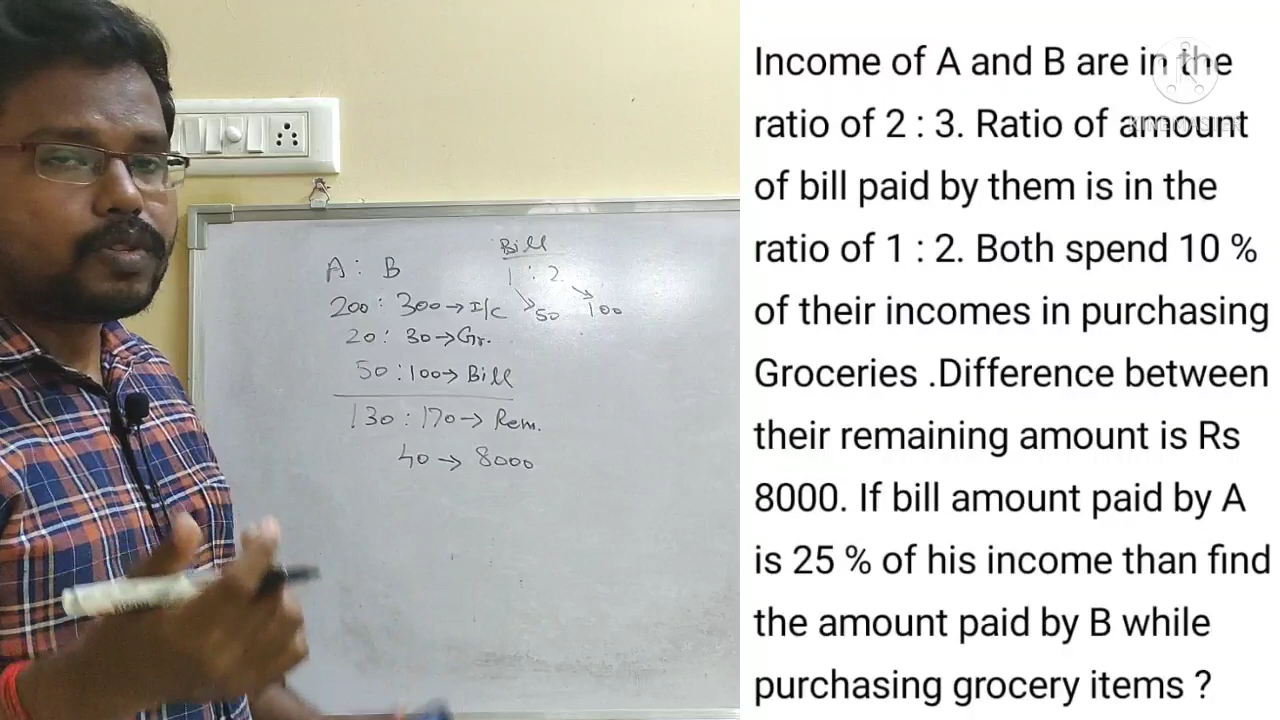 Bill
A : B
1 : 2
200 : 300 → I/C
50
100
20 : 30 → Gr.
50 : 100 → Bill
130 : 170 → Rem.
40 → 8000
Income of A and B are in the
ratio of 2 : 3. Ratio of amount
of bill paid by them is in the
ratio of 1 : 2. Both spend 10 %
of their incomes in purchasing
Groceries .Difference between
their remaining amount is Rs
8000. If bill amount paid by A
is 25 % of his income than find
the amount paid by B while
purchasing grocery items ?
KINEMASTER